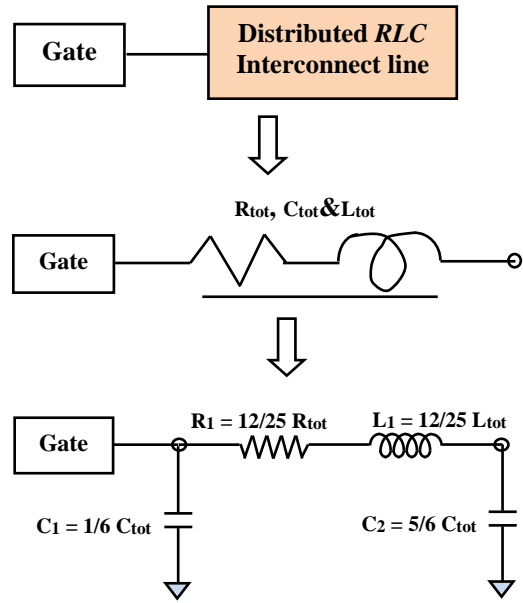 Gate
Distributed RLC
Interconnect line
Rtot, Ctot&Ltot
Gate
R1 = 12/25 Rtot
L1 = 12/25 Ltot
Gate
C1 = 1/6 Ctot
C2 = 5/6 Ctot